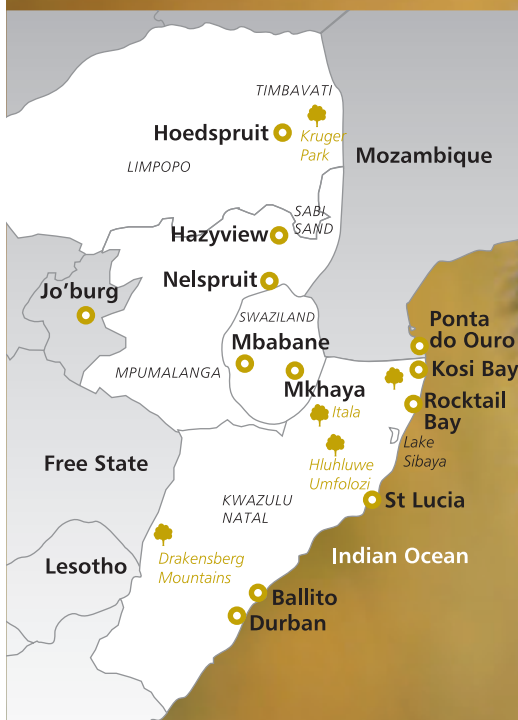 TIMBAVATI
Hoedspruit
Kruger
Park
Mozambique
LIMPOPO
SABI
SAND
Hazyview
Nelspruit
Jo’burg
SWAZILAND
Ponta
do Ouro
Mbabane
Kosi Bay
MPUMALANGA
Mkhaya
Rocktail
Bay
Itala
Lake
Sibaya
Free State
Hluhluwe
Umfolozi
KWAZULU
NATAL
St Lucia
Drakensberg
Mountains
Lesotho
Indian Ocean
Ballito
Durban